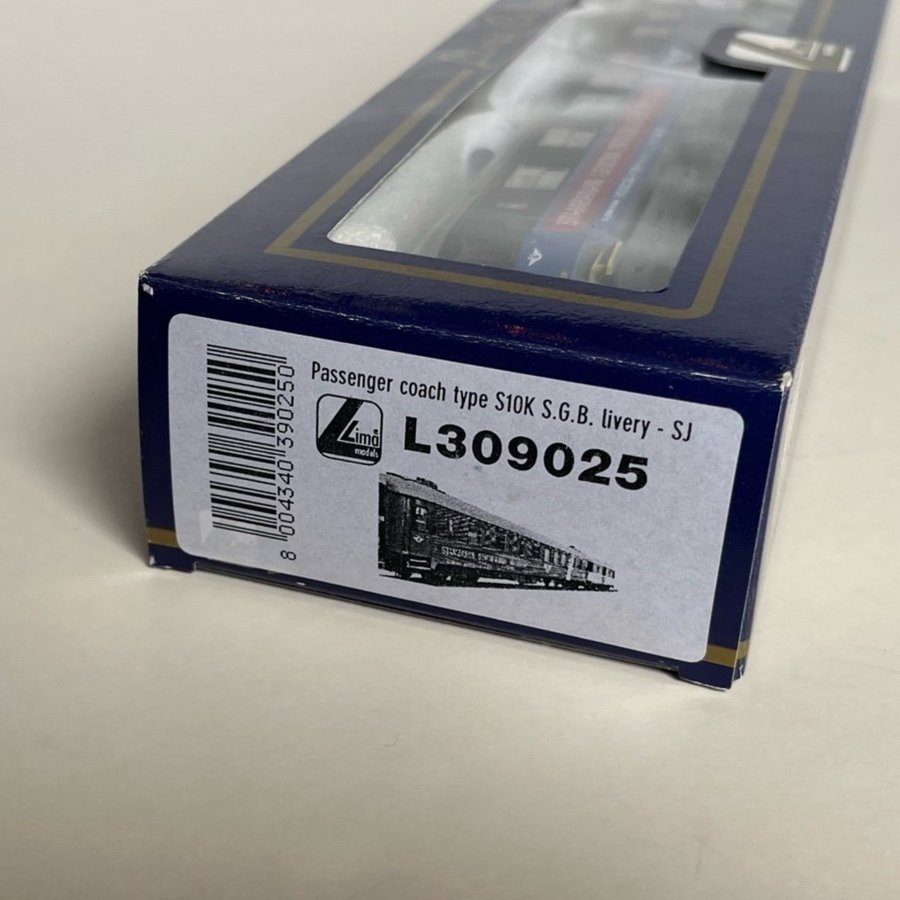 Passenger coach type S10K S.G.B. livery - SJ
Lima
models
L309025
8 004340 390250